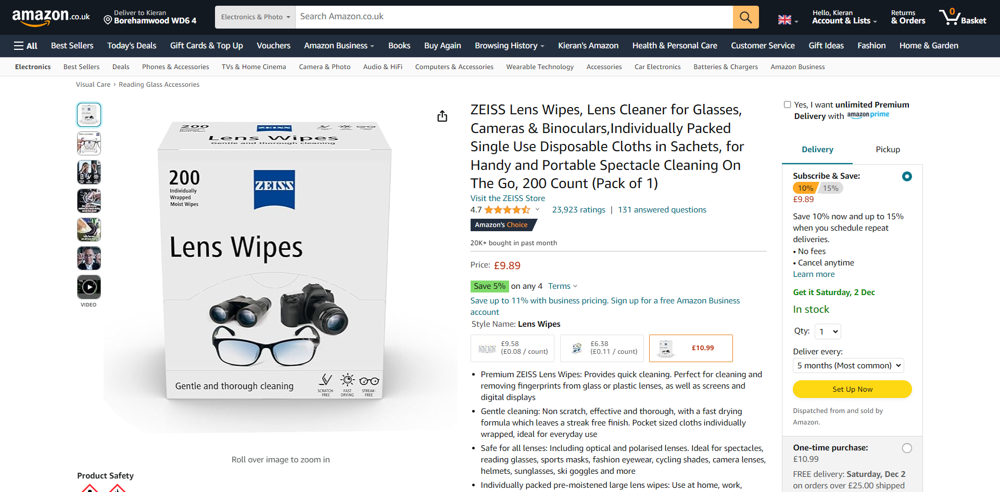 amazon.co.uk
Deliver to Kieran
Borehamwood WD6 4
Electronics & Photo
Search Amazon.co.uk
Hello, Kieran
Account & Lists
Returns
& Orders
0
Basket
All
Best Sellers
Today's Deals
Gift Cards & Top Up
Vouchers
Amazon Business
Books
Buy Again
Browsing History
Kieran's Amazon
Health & Personal Care
Customer Service
Gift Ideas
Fashion
Home & Garden
Electronics
Best Sellers
Deals
Phones & Accessories
TVs & Home Cinema
Camera & Photo
Audio & HiFi
Computers & Accessories
Wearable Technology
Accessories
Car Electronics
Batteries & Chargers
Amazon Business
Visual Care › Reading Glass Accessories
VIDEO
200
Individually
Wrapped
Moist Wipes
ZEISS
Lens Wipes
Gentle and thorough cleaning
200
Individually
Wrapped
Moist Wipes
ZEISS
Lens Wipes
Gentle and thorough cleaning
SCRATCH-
FREE
FAST
DRYING
STREAK-
FREE
Roll over image to zoom in
Product Safety
ZEISS Lens Wipes, Lens Cleaner for Glasses,
Cameras & Binoculars,Individually Packed
Single Use Disposable Cloths in Sachets, for
Handy and Portable Spectacle Cleaning On
The Go, 200 Count (Pack of 1)
Visit the ZEISS Store
4.7
23,923 ratings | 131 answered questions
Amazon's Choice
20K+ bought in past month
Price: £9.89
Save 5% on any 4 Terms
Save up to 11% with business pricing. Sign up for a free Amazon Business
account
Style Name: Lens Wipes
£9.58
(£0.08 / count)
£6.38
(£0.11 / count)
£10.99
• Premium ZEISS Lens Wipes: Provides quick cleaning. Perfect for cleaning and
removing fingerprints from glass or plastic lenses, as well as screens and
digital displays
• Gentle cleaning: Non scratch, effective and thorough, with a fast drying
formula which leaves a streak free finish. Pocket sized cloths individually
wrapped, ideal for everyday use
• Safe for all lenses: Including optical and polarised lenses. Ideal for spectacles,
reading glasses, sports masks, fashion eyewear, cycling shades, camera lenses,
helmets, sunglasses, ski goggles and more
• Individually packed pre-moistened large lens wipes: Use at home, work,
Yes, I want unlimited Premium
Delivery with amazon prime
Delivery
Pickup
Subscribe & Save:
10% 15%
£9.89
Save 10% now and up to 15%
when you schedule repeat
deliveries.
• No fees
• Cancel anytime
Learn more
Get it Saturday, 2 Dec
In stock
Qty: 1
Deliver every:
5 months (Most common)
Set Up Now
Dispatched from and sold by
Amazon.
One-time purchase:
£10.99
FREE delivery: Saturday, Dec 2
on orders over £25.00 shipped